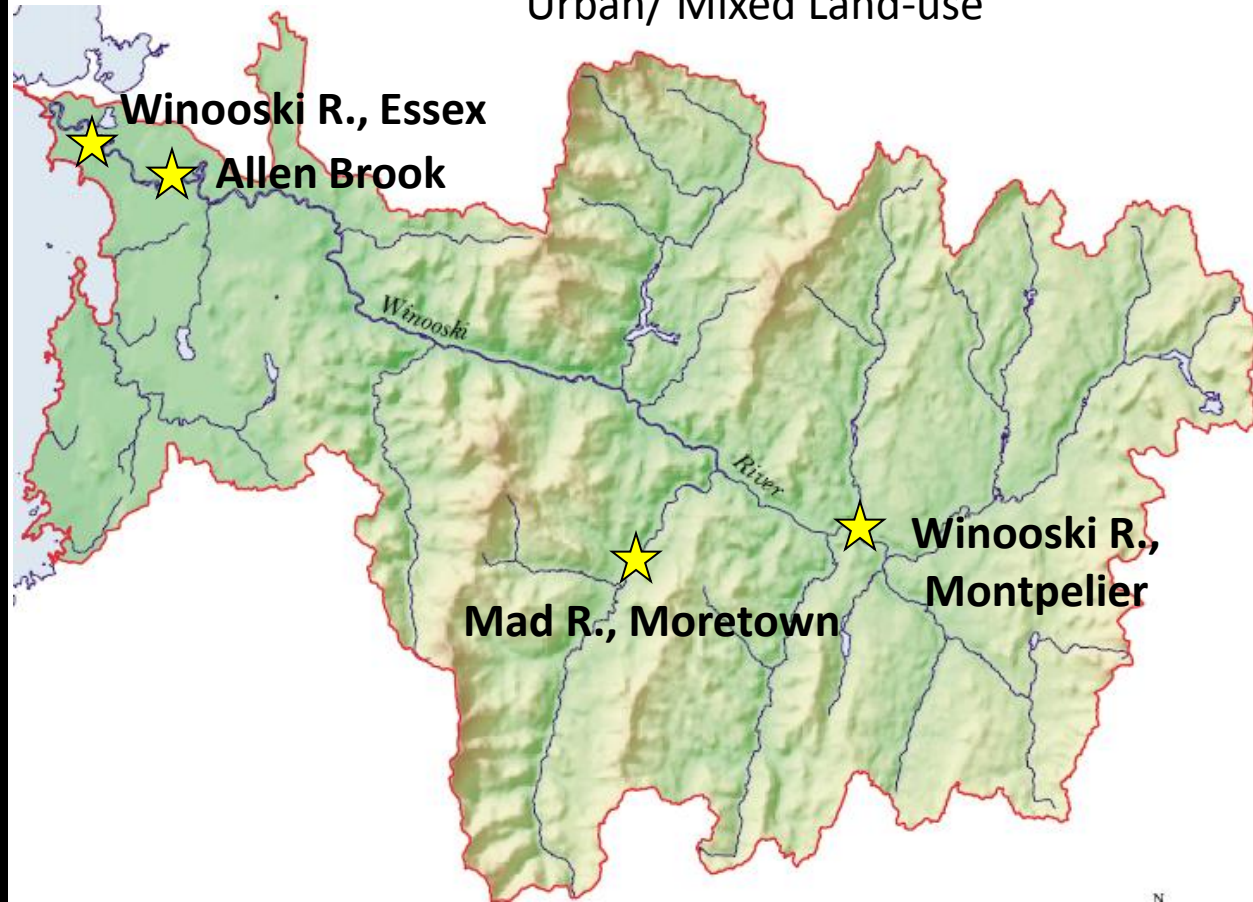 Urban/ Mixed Land-use
Winooski R., Essex
Allen Brook
Winooski
River
Winooski R.,
Montpelier
Mad R., Moretown
N